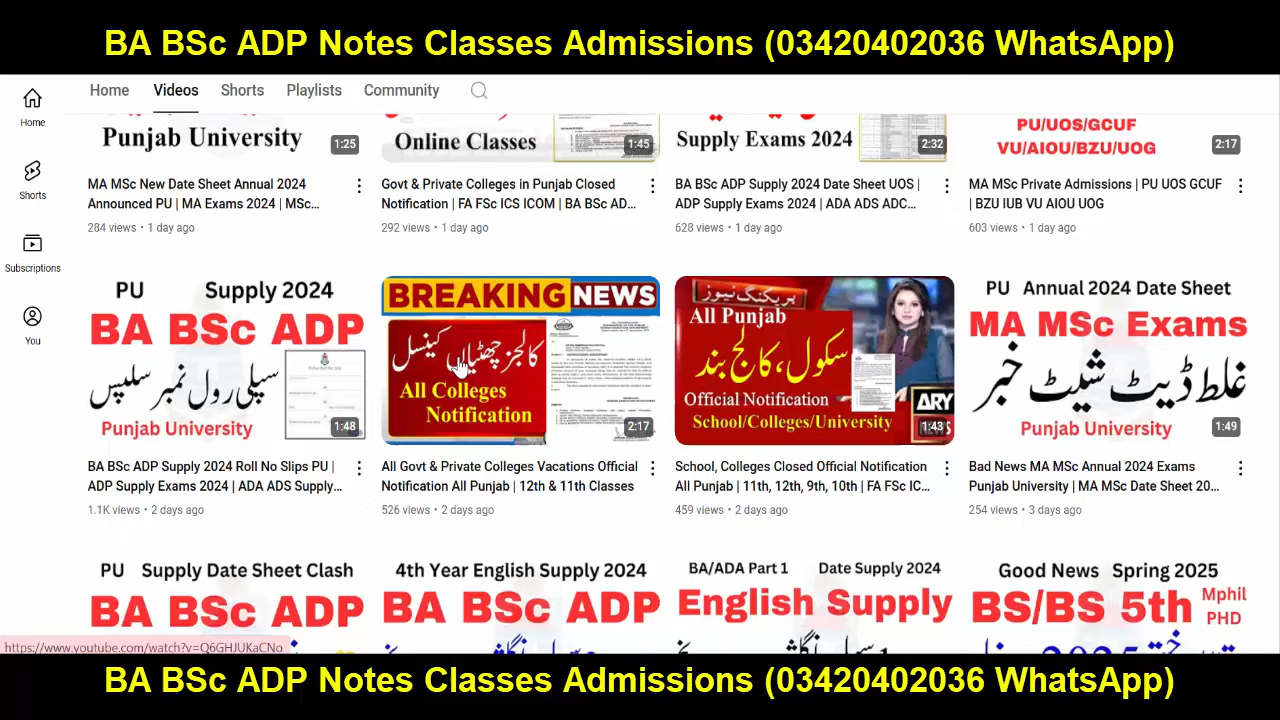 BA BSc ADP Notes Classes Admissions (03420402036 WhatsApp)
Home
Videos
Shorts
Playlists
Community
Home
Shorts
Subscriptions
You
Punjab University
1:25
MA MSc New Date Sheet Annual 2024
Announced PU | MA Exams 2024 | MSc...
284 views • 1 day ago
Online Classes
1:45
Govt & Private Colleges in Punjab Closed
Notification | FA FSc ICS ICOM | BA BSc AD...
292 views • 1 day ago
Supply Exams 2024
2:32
BA BSc ADP Supply 2024 Date Sheet UOS |
ADP Supply Exams 2024 | ADA ADS ADC...
628 views • 1 day ago
PU/UOS/GCUF
VU/AIOU/BZU/UOG
2:17
MA MSc Private Admissions | PU UOS GCUF
| BZU IUB VU AIOU UOG
603 views • 1 day ago
PU Supply 2024
BA BSc ADP
سپلی رول نمبر سلپس
Punjab University
1:48
BA BSc ADP Supply 2024 Roll No Slips PU |
ADP Supply Exams 2024 | ADA ADS Supply...
1.1K views • 2 days ago
BREAKING NEWS
کالجز چھٹیاں کینسل
All Colleges
Notification
2:17
All Govt & Private Colleges Vacations Official
Notification All Punjab | 12th & 11th Classes
526 views • 2 days ago
بریکنگ نیوز
All Punjab
سکول، کالج بند
Official Notification
School/Colleges/University
ARY
NEWS
1:43
School, Colleges Closed Official Notification
All Punjab | 11th, 12th, 9th, 10th | FA FSc IC...
459 views • 2 days ago
PU Annual 2024 Date Sheet
MA MSc Exams
غلط ڈیٹ شیٹ خبر
Punjab University
1:49
Bad News MA MSc Annual 2024 Exams
Punjab University | MA MSc Date Sheet 20...
254 views • 3 days ago
PU Supply Date Sheet Clash
BA BSc ADP
4th Year English Supply 2024
BA BSc ADP
BA/ADA Part 1 Date Supply 2024
English Supply
Good News Spring 2025
BS/BS 5th Mphil
PHD
https://www.youtube.com/watch?v=Q6GHJUKaCNo
BA BSc ADP Notes Classes Admissions (03420402036 WhatsApp)